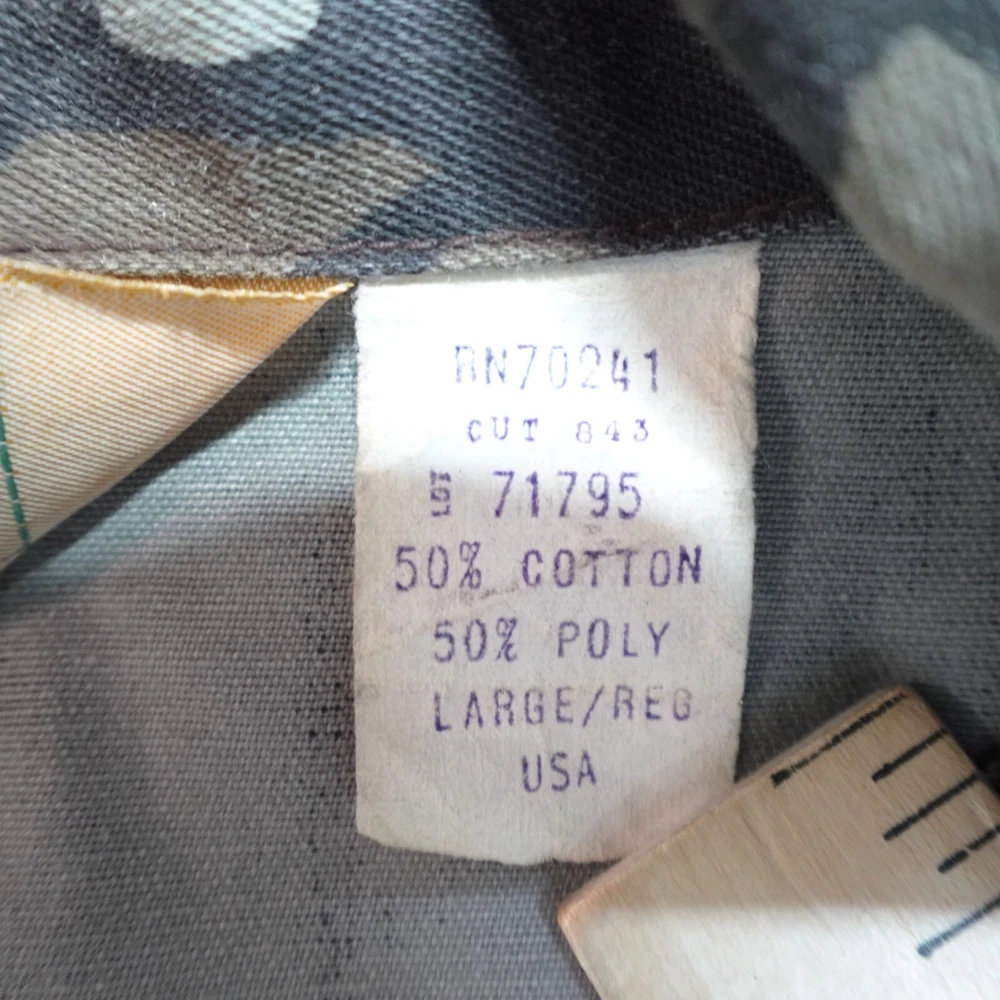 RN70241
CUT 843
LOT 71795
50% COTTON
50% POLY
LARGE/REG
USA